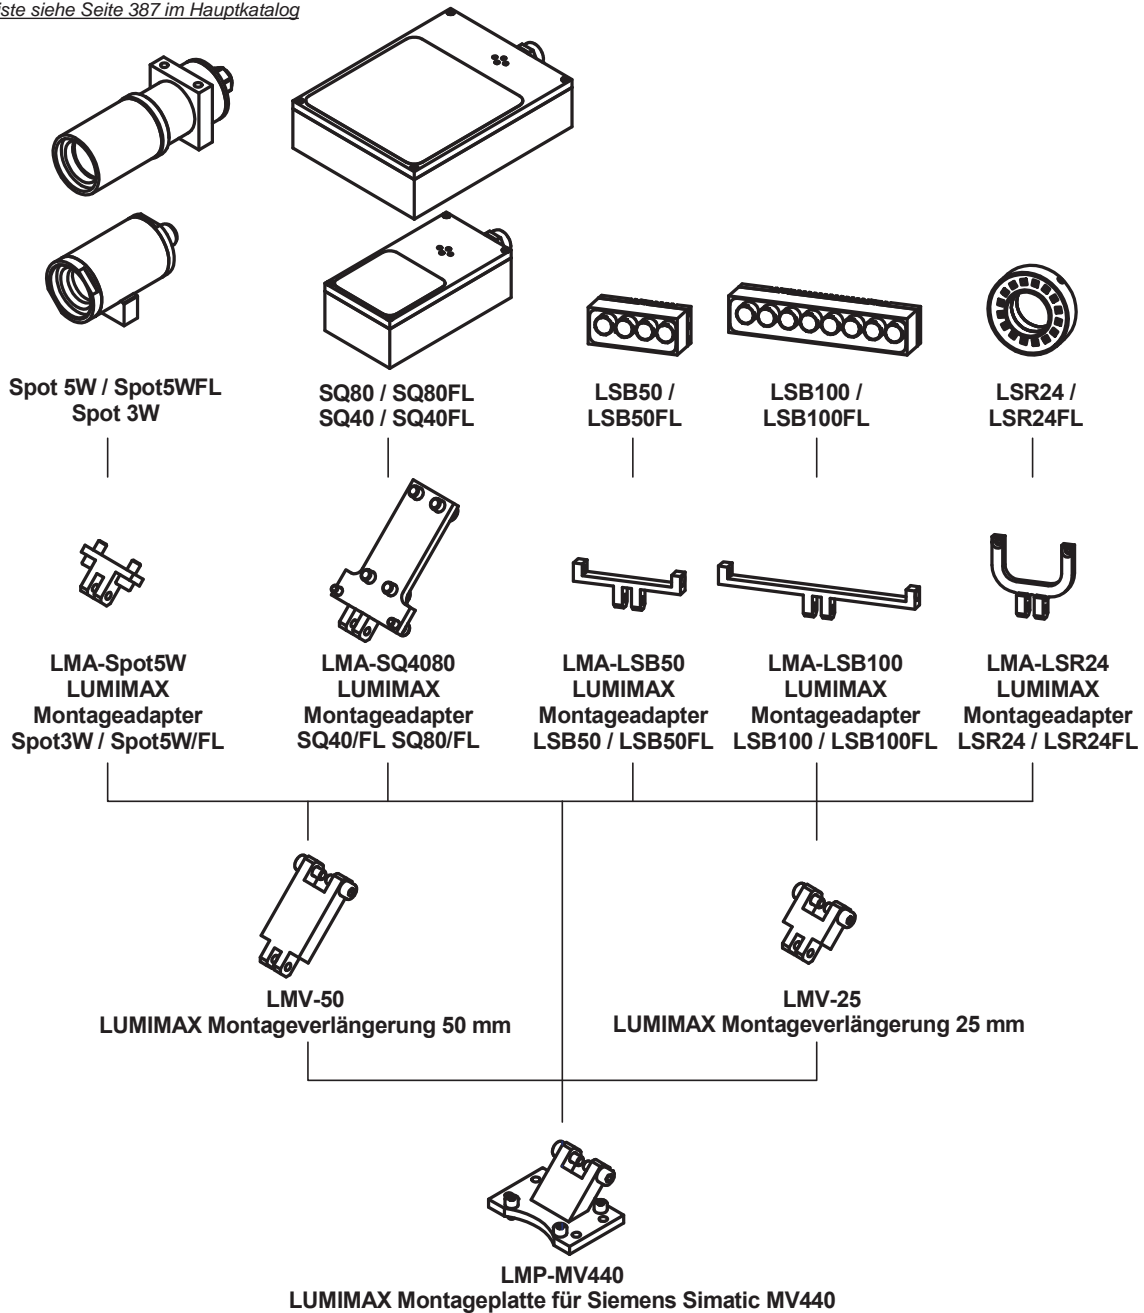 siehe Seite 387 im Hauptkatalog
Spot 5W / Spot5WFL
Spot 3W
SQ80 / SQ80FL
SQ40 / SQ40FL
LSB50 /
LSB50FL
LSB100 /
LSB100FL
LSR24 /
LSR24FL
LMA-Spot5W
LUMIMAX
Montageadapter
Spot3W / Spot5W/FL
LMA-SQ4080
LUMIMAX
Montageadapter
SQ40/FL SQ80/FL
LMA-LSB50
LUMIMAX
Montageadapter
LSB50 / LSB50FL
LMA-LSB100
LUMIMAX
Montageadapter
LSB100 / LSB100FL
LMA-LSR24
LUMIMAX
Montageadapter
LSR24 / LSR24FL
LMV-50
LUMIMAX Montageverlängerung 50 mm
LMV-25
LUMIMAX Montageverlängerung 25 mm
LMP-MV440
LUMIMAX Montageplatte für Siemens Simatic MV440